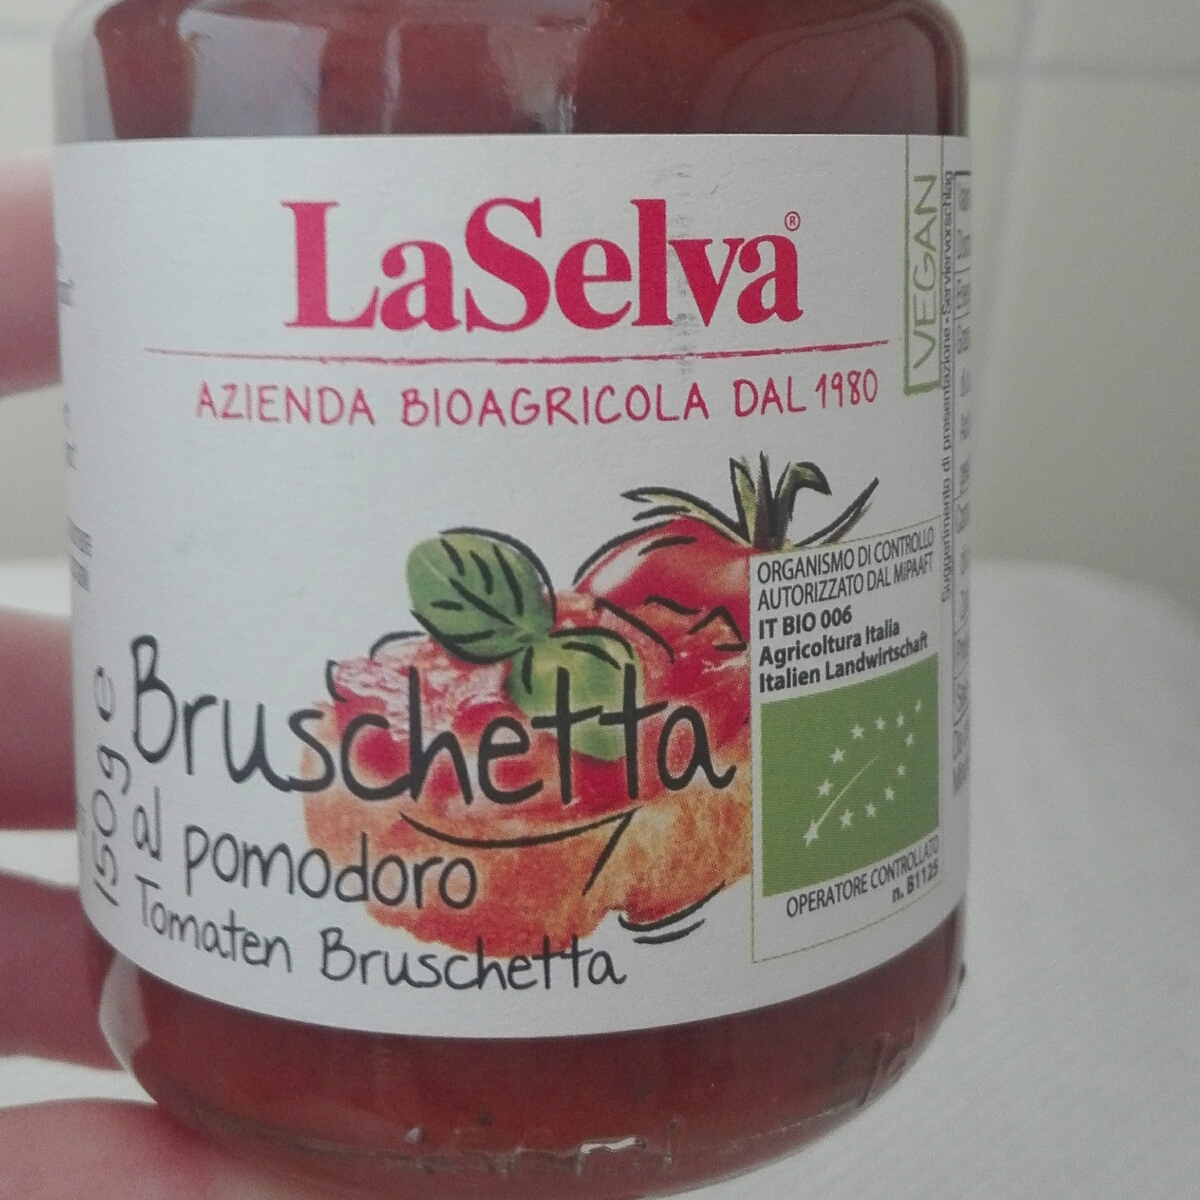 LaSelva®
AZIENDA BIOAGRICOLA DAL 1980
VEGAN
Suggerimento di presentazione • Serviervorschlag
ORGANISMO DI CONTROLLO
AUTORIZZATO DAL MiPAAFT
IT BIO 006
Agricoltura Italia
Italien Landwirtschaft
OPERATORE CONTROLLATO
n. B1125
150g e
Bruschetta
al pomodoro
Tomaten Bruschetta